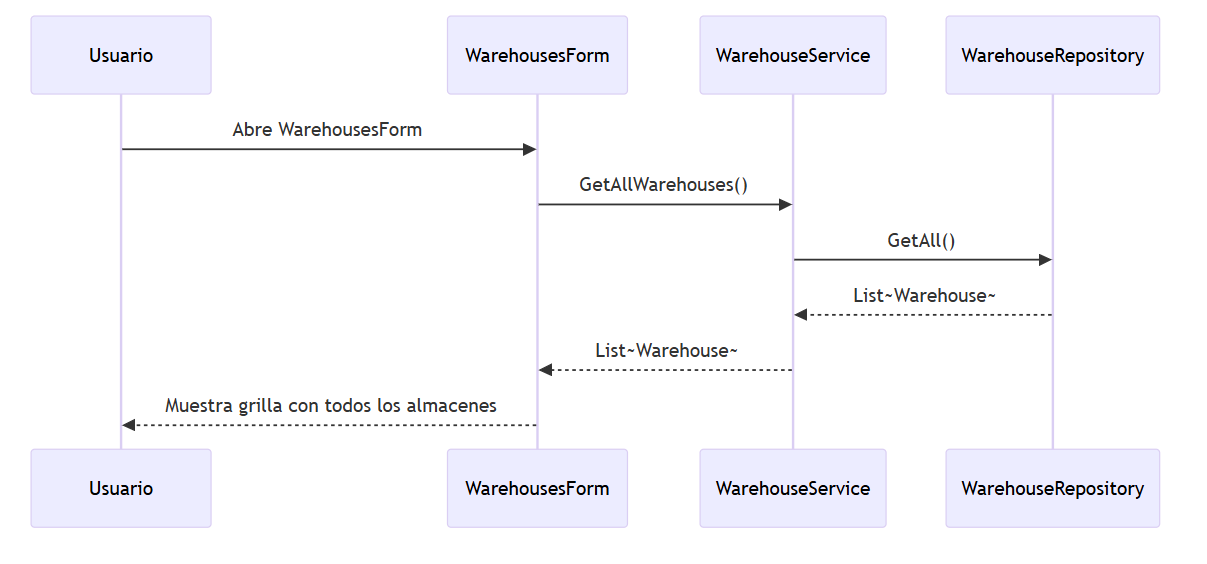 Usuario
WarehousesForm
WarehouseService
WarehouseRepository
Abre WarehousesForm
GetAllWarehouses()
GetAll()
List~Warehouse~
List~Warehouse~
Muestra grilla con todos los almacenes
Usuario
WarehousesForm
WarehouseService
WarehouseRepository